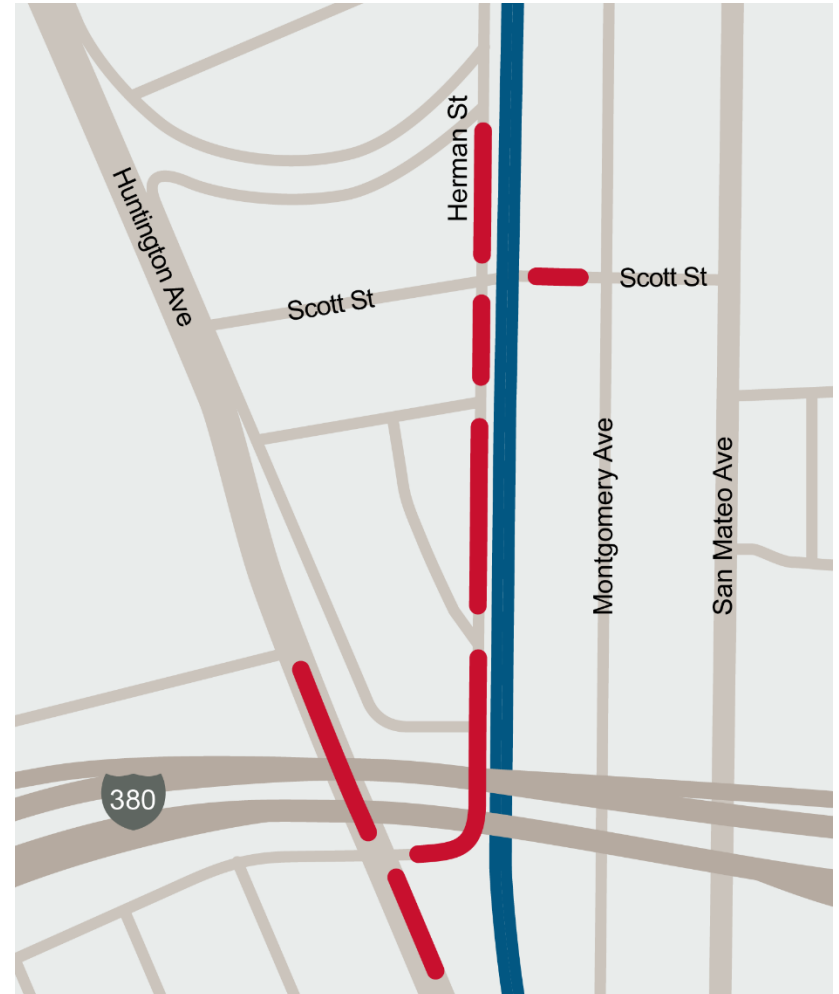 Herman St
Huntington Ave
Scott St
Scott St
Montgomery Ave
San Mateo Ave
380